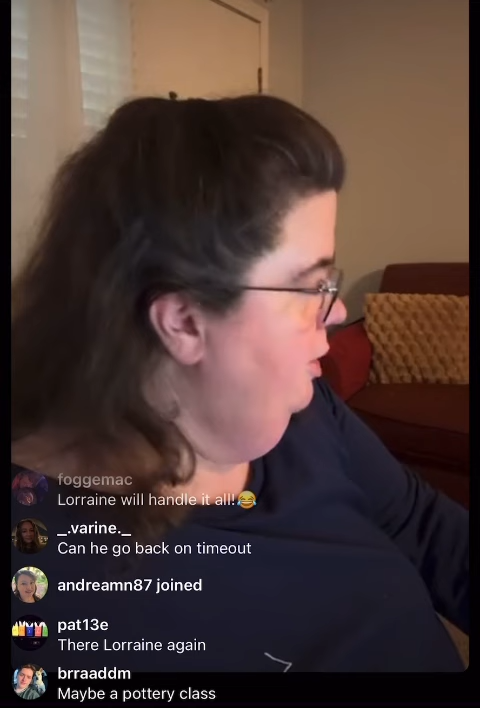 foggemac
Lorraine will handle it all!😂
_.varine._
Can he go back on timeout
andreamn87 joined
pat13e
There Lorraine again
brraaddm
Maybe a pottery class